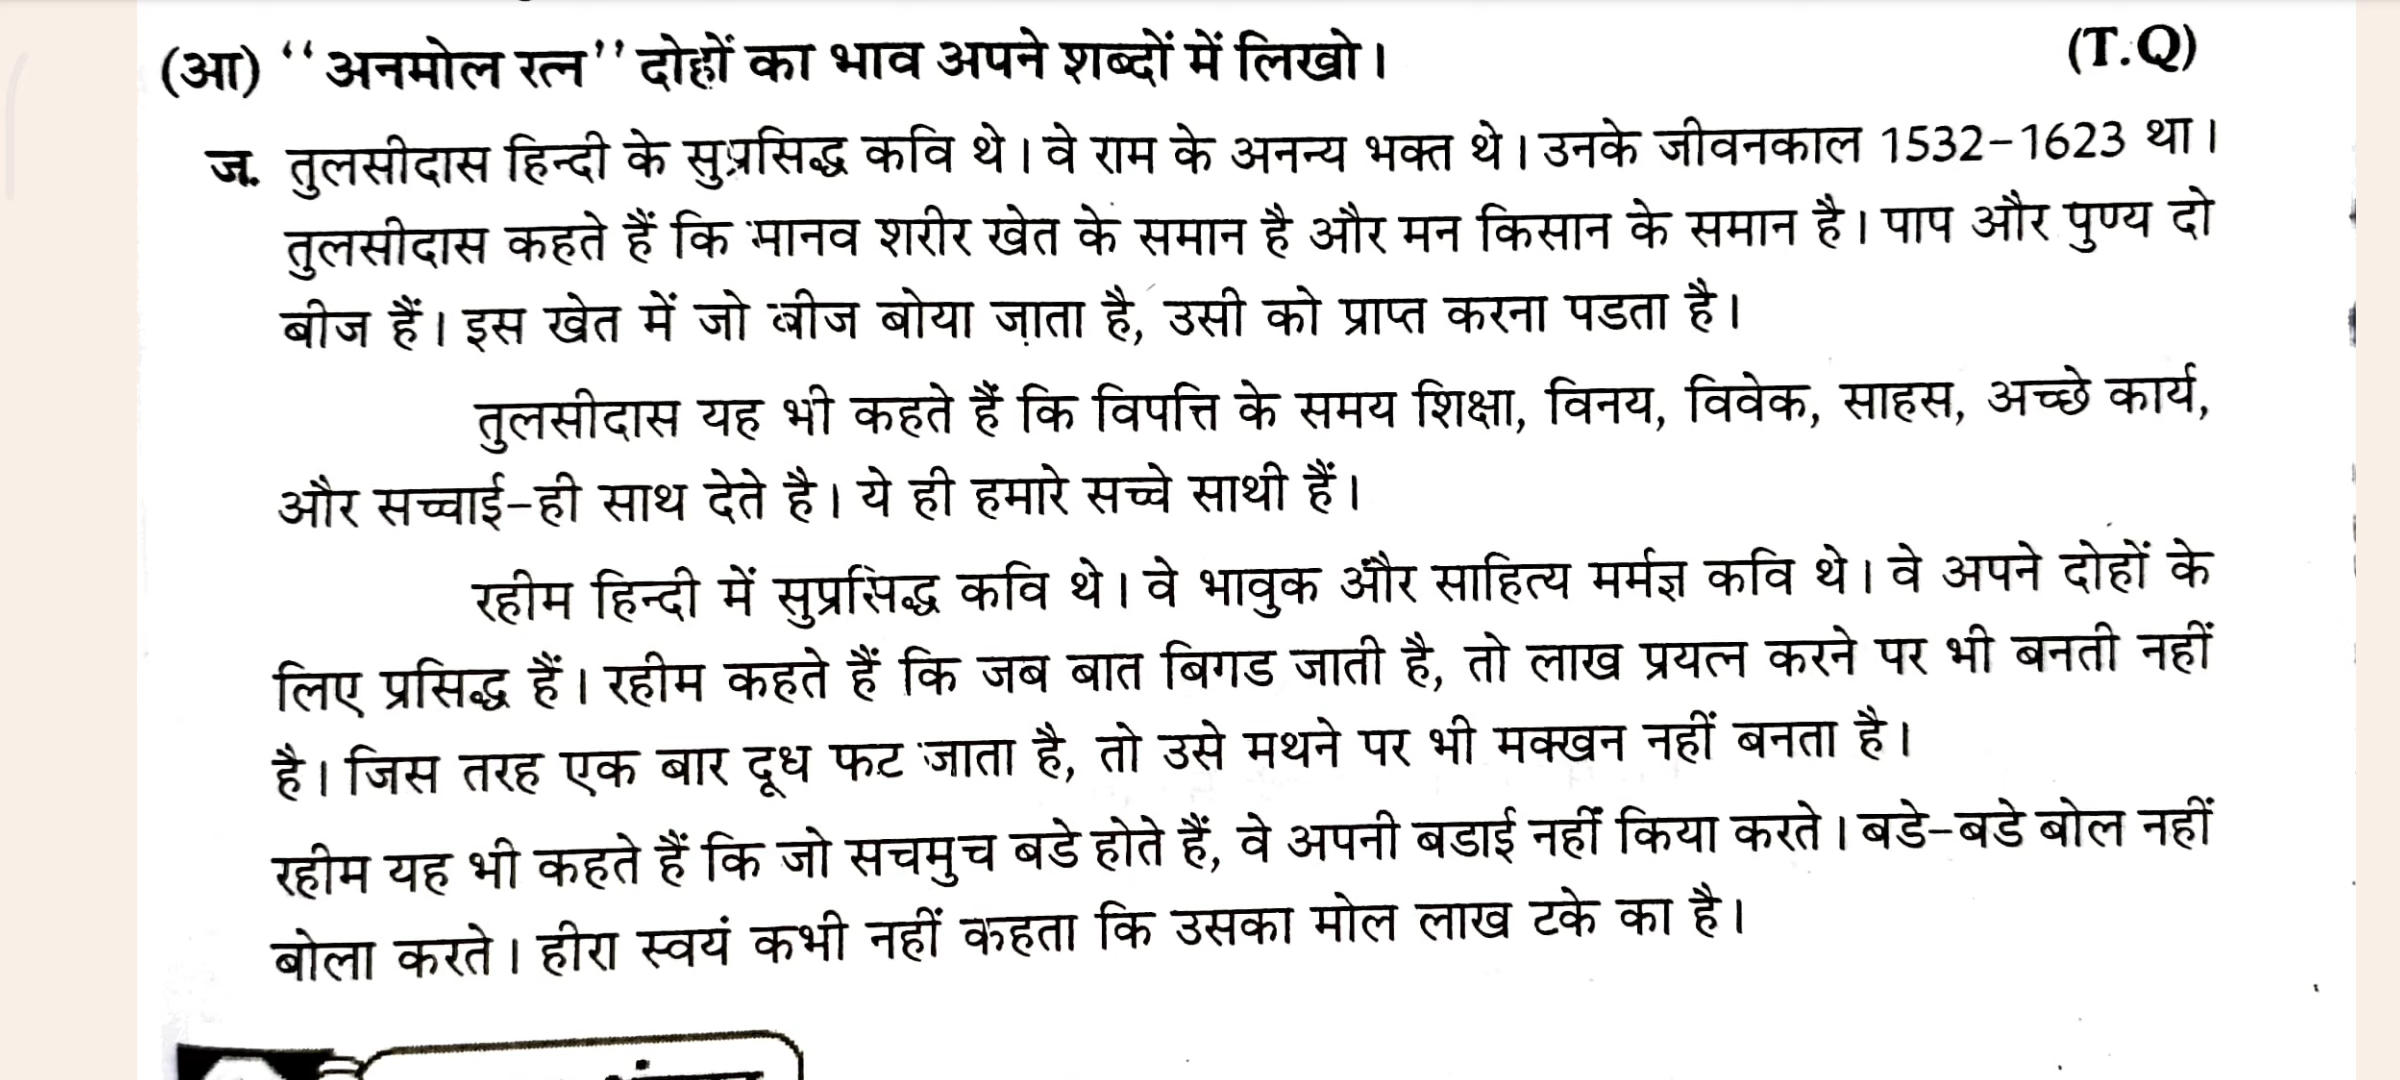 (आ) ‘‘अनमोल रत्न’’ दोहों का भाव अपने शब्दों में लिखो। (T.Q)
ज. तुलसीदास हिन्दी के सुप्रसिद्ध कवि थे। वे राम के अनन्य भक्त थे। उनके जीवनकाल 1532-1623 था।
तुलसीदास कहते हैं कि मानव शरीर खेत के समान है और मन किसान के समान है। पाप और पुण्य दो
बीज हैं। इस खेत में जो बीज बोया जाता है, उसी को प्राप्त करना पडता है।
तुलसीदास यह भी कहते हैं कि विपत्ति के समय शिक्षा, विनय, विवेक, साहस, अच्छे कार्य,
और सच्चाई-ही साथ देते है। ये ही हमारे सच्चे साथी हैं।
रहीम हिन्दी में सुप्रसिद्ध कवि थे। वे भावुक और साहित्य मर्मज्ञ कवि थे। वे अपने दोहों के
लिए प्रसिद्ध हैं। रहीम कहते हैं कि जब बात बिगड जाती है, तो लाख प्रयत्न करने पर भी बनती नहीं
है। जिस तरह एक बार दूध फट जाता है, तो उसे मथने पर भी मक्खन नहीं बनता है।
रहीम यह भी कहते हैं कि जो सचमुच बडे होते हैं, वे अपनी बडाई नहीं किया करते। बडे-बडे बोल नहीं
बोला करते। हीरा स्वयं कभी नहीं कहता कि उसका मोल लाख टके का है।